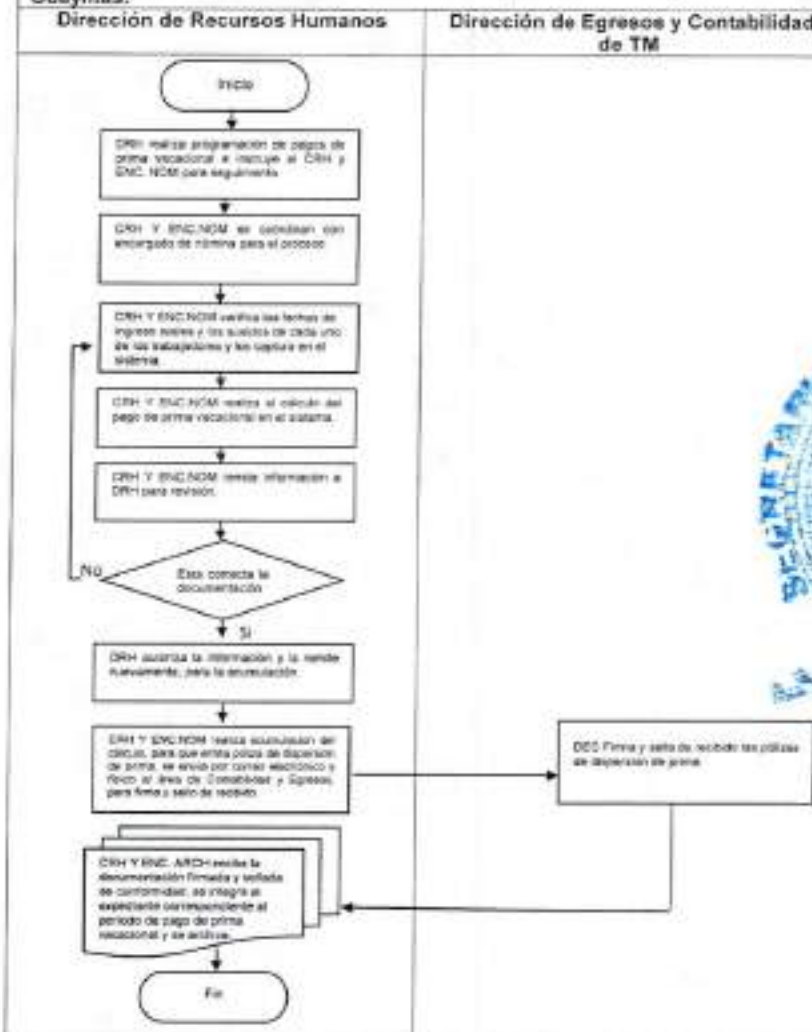 Guaymas.
Dirección de Recursos Humanos
Dirección de Egresos y Contabilidad
de TM
Inicio
DRH realiza programación de pagos de
prima vacacional e instruye al CRH y
ENC. NOM para seguimiento.
CRH Y ENC.NOM se coordinan con
encargado de nómina para el proceso
CRH Y ENC.NOM verifica las fechas de
ingreso reales y los sueldos de cada uno
de los trabajadores y los captura en el
sistema.
CRH Y ENC.NOM realiza el cálculo del
pago de prima vacacional en el sistema.
CRH Y ENC.NOM remite información a
DRH para revisión.
No
Esta correcta la
documentación
Si
DRH autoriza la información y la remite
nuevamente, para la acumulación.
CRH Y ENC.NOM realiza acumulación del
cálculo, para que emita póliza de dispersión
de prima, se envía por correo electrónico y
físico al área de Contabilidad y Egresos,
para firma y sello de recibido.
DEC Firma y sella de recibido las pólizas
de dispersión de prima
CRH Y ENC. ARCH recibe la
documentación firmada y sellada
de conformidad, se integra al
expediente correspondiente al
periodo de pago de prima
vacacional y se archiva.
Fin